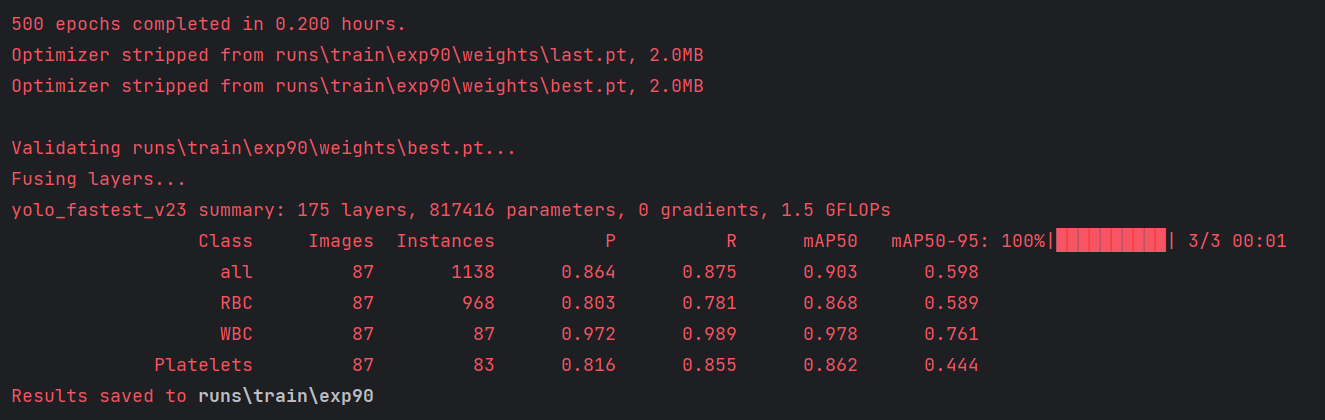 500 epochs completed in 0.200 hours.
Optimizer stripped from runs\train\exp90\weights\last.pt, 2.0MB
Optimizer stripped from runs\train\exp90\weights\best.pt, 2.0MB
Validating runs\train\exp90\weights\best.pt...
Fusing layers...
yolo_fastest_v23 summary: 175 layers, 817416 parameters, 0 gradients, 1.5 GFLOPs
Class Images Instances P R mAP50 mAP50-95: 100%|██████████| 3/3 00:01
all 87 1138 0.864 0.875 0.903 0.598
RBC 87 968 0.803 0.781 0.868 0.589
WBC 87 87 0.972 0.989 0.978 0.761
Platelets 87 83 0.816 0.855 0.862 0.444
Results saved to runs\train\exp90